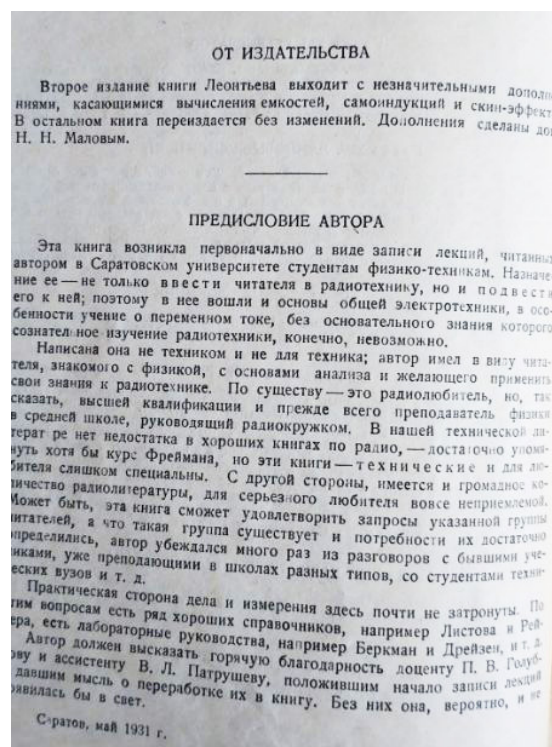 ОТ ИЗДАТЕЛЬСТВА
Второе издание книги Леонтьева выходит с незначительными дополне
ниями, касающимися вычисления емкостей, самоиндукций и скин-эффект
В остальном книга переиздается без изменений. Дополнения сделаны доц
Н. Н. Маловым.
ПРЕДИСЛОВИЕ АВТОРА
Эта книга возникла первоначально в виде записи лекций, читанных
автором в Саратовском университете студентам физико-техникам. Назначе
ние ее — не только ввести читателя в радиотехнику, но и подвести
его к ней; поэтому в нее вошли и основы общей электротехники, в осо-
бенности учение о переменном токе, без основательного знания которого
сознательное изучение радиотехники, конечно, невозможно.
Написана она не техником и не для техника; автор имел в виду чита-
теля, знакомого с физикой, с основами анализа и желающего применить
свои знания к радиотехнике. По существу — это радиолюбитель, но, так
сказать, высшей квалификации и прежде всего преподаватель физики
в средней школе, руководящий радиокружком. В нашей технической ли-
терат ре нет недостатка в хороших книгах по радио, — достаточно упомя-
нуть хотя бы курс Фреймана, но эти книги — технические и для лю-
бителя слишком специальны. С другой стороны, имеется и громадное ко-
личество радиолитературы, для серьезного любителя вовсе неприемлемой.
Может быть, эта книга сможет удовлетворить запросы указанной группы
читателей, а что такая группа существует и потребности их достаточно
определились, автор убеждался много раз из разговоров с бывшими уче-
никами, уже преподающими в школах разных типов, со студентами техни-
ческих вузов и т. д.
Практическая сторона дела и измерения здесь почти не затронуты. По
тим вопросам есть ряд хороших справочников, например Листова и Рей-
ера, есть лабораторные руководства, например Беркман и Дрейзен, и т. д.
Автор должен высказать горячую благодарность доценту П. В. Голуб-
ову и ассистенту В. Л. Патрушеву, положившим начало записи лекций
давшим мысль о переработке их в книгу. Без них она, вероятно, и не
оявилась бы в свет.
Саратов, май 1931 г.